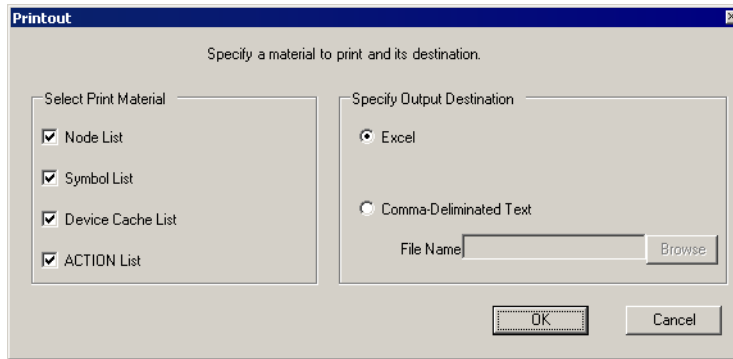 Printout
Specify a material to print and its destination.
Select Print Material
Node List
Symbol List
Device Cache List
ACTION List
Specify Output Destination
Excel
Comma-Deliminated Text
File Name
Browse
OK
Cancel